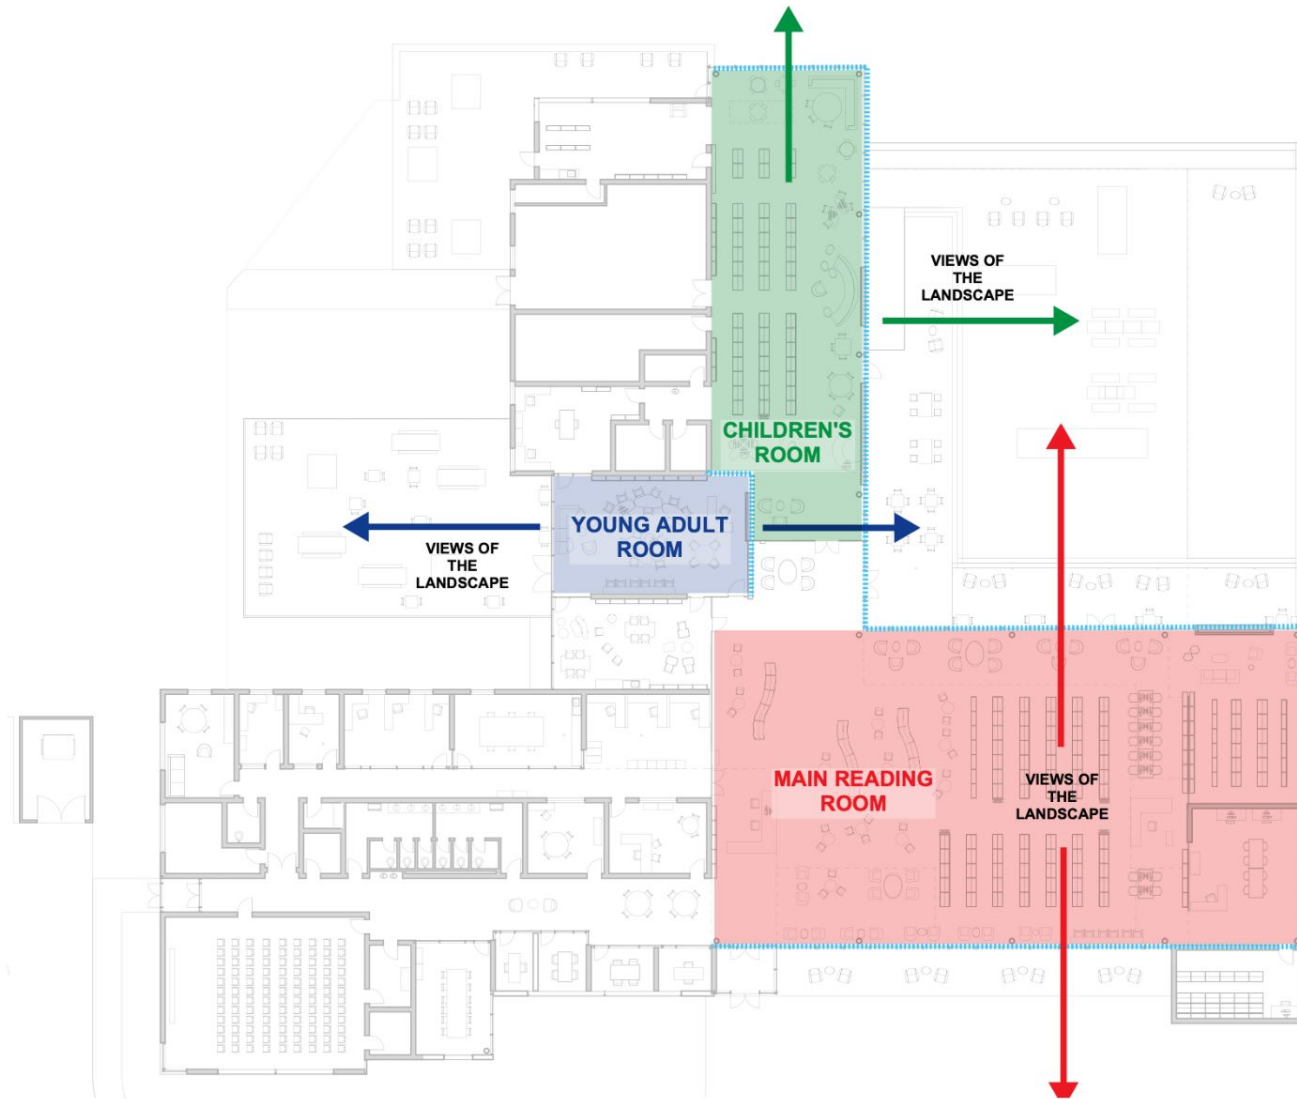 VIEWS OF
THE
LANDSCAPE
CHILDREN'S
ROOM
YOUNG ADULT
ROOM
VIEWS OF
THE
LANDSCAPE
MAIN READING
ROOM
VIEWS OF
THE
LANDSCAPE